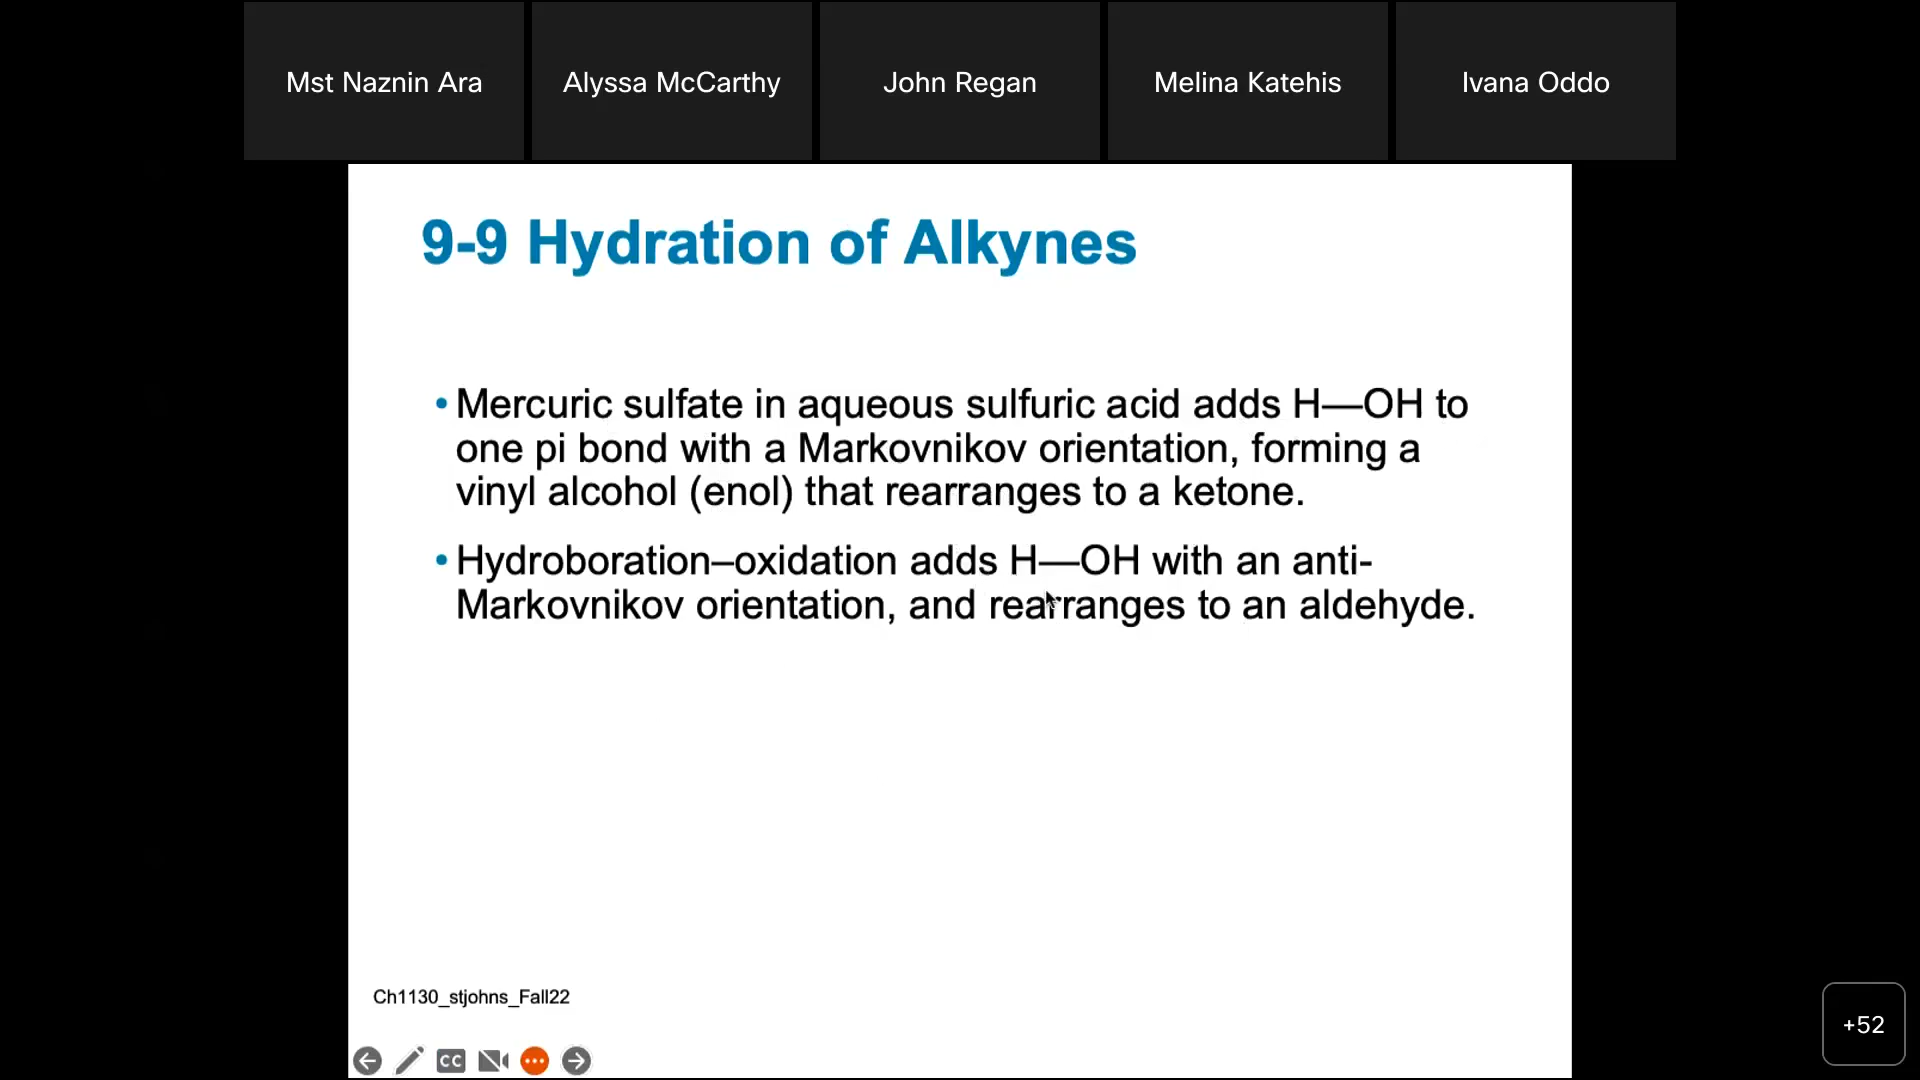 Mst Naznin Ara
Alyssa McCarthy
John Regan
Melina Katehis
Ivana Oddo
9-9 Hydration of Alkynes
• Mercuric sulfate in aqueous sulfuric acid adds H—OH to
one pi bond with a Markovnikov orientation, forming a
vinyl alcohol (enol) that rearranges to a ketone.
• Hydroboration–oxidation adds H—OH with an anti-
Markovnikov orientation, and rearranges to an aldehyde.
Ch1130_stjohns_Fall22
CC
+52